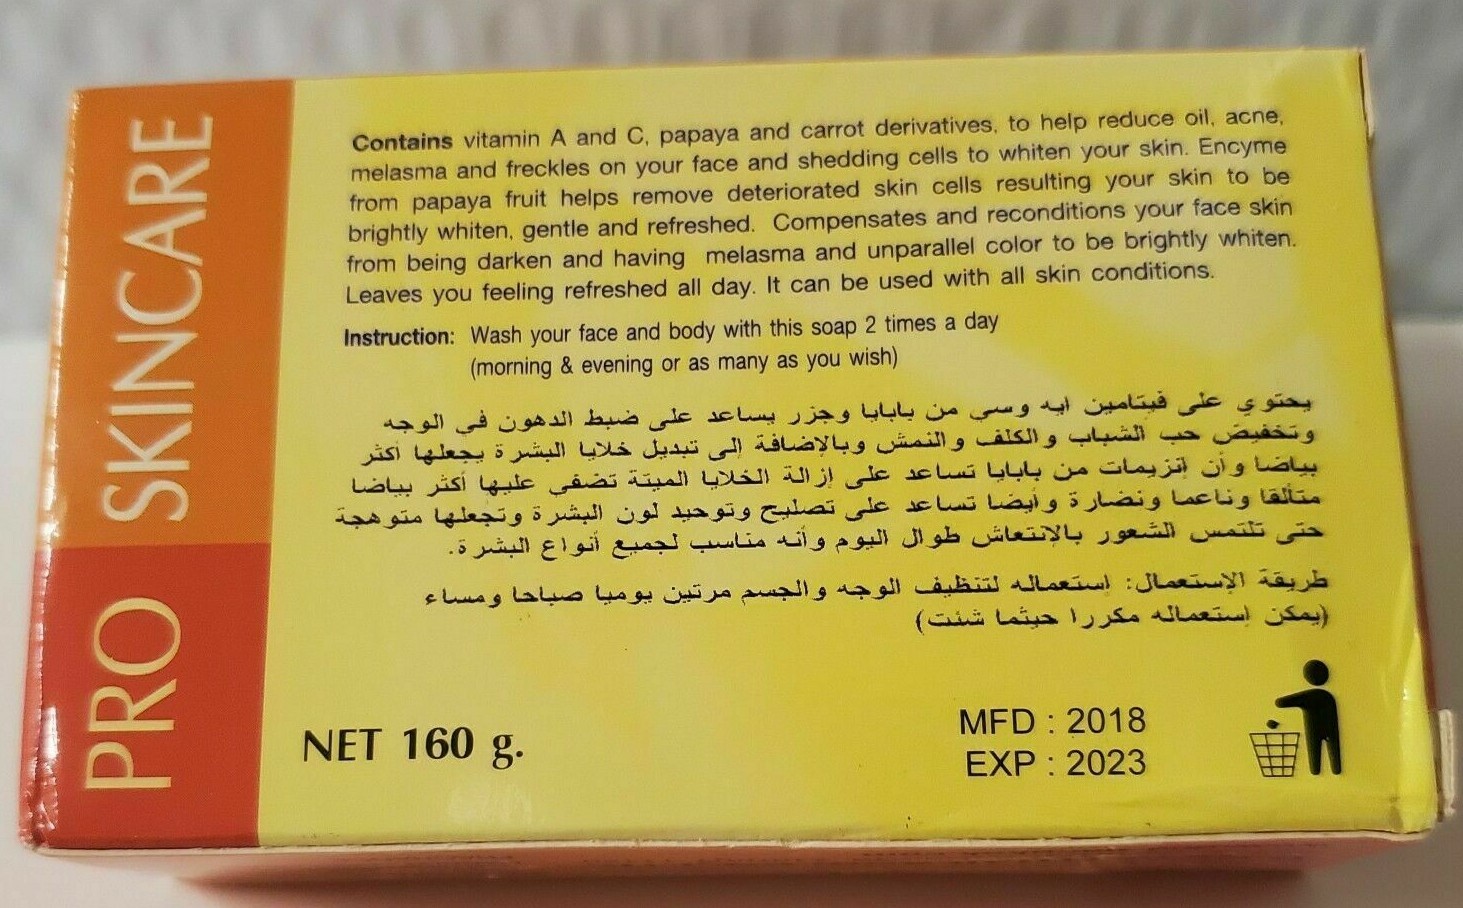 PRO SKINCARE
Contains vitamin A and C, papaya and carrot derivatives, to help reduce oil, acne,
melasma and freckles on your face and shedding cells to whiten your skin. Encyme
from papaya fruit helps remove deteriorated skin cells resulting your skin to be
brightly whiten, gentle and refreshed. Compensates and reconditions your face skin
from being darken and having melasma and unparallel color to be brightly whiten.
Leaves you feeling refreshed all day. It can be used with all skin conditions.
Instruction: Wash your face and body with this soap 2 times a day
(morning & evening or as many as you wish)
يحتوي على فيتامين ايه وسي من بابايا وجزر يساعد على ضبط الدهون في الوجه
وتخفيض حب الشباب والكلف والنمش وبالإضافة إلى تبديل خلايا البشرة يجعلها أكثر
بياضا وأن إنزيمات من بابايا تساعد على إزالة الخلايا الميتة تضفي عليها أكثر بياضا
متألقا وناعما ونضارة وأيضا تساعد على تصليح وتوحيد لون البشرة وتجعلها متوهجة
حتى تلتمس الشعور بالإنتعاش طوال اليوم وأنه مناسب لجميع أنواع البشرة.
طريقة الإستعمال: إستعماله لتنظيف الوجه والجسم مرتين يوميا صباحا ومساء
(يمكن إستعماله مكررا حيثما شئت)
NET 160 g.
MFD : 2018
EXP : 2023